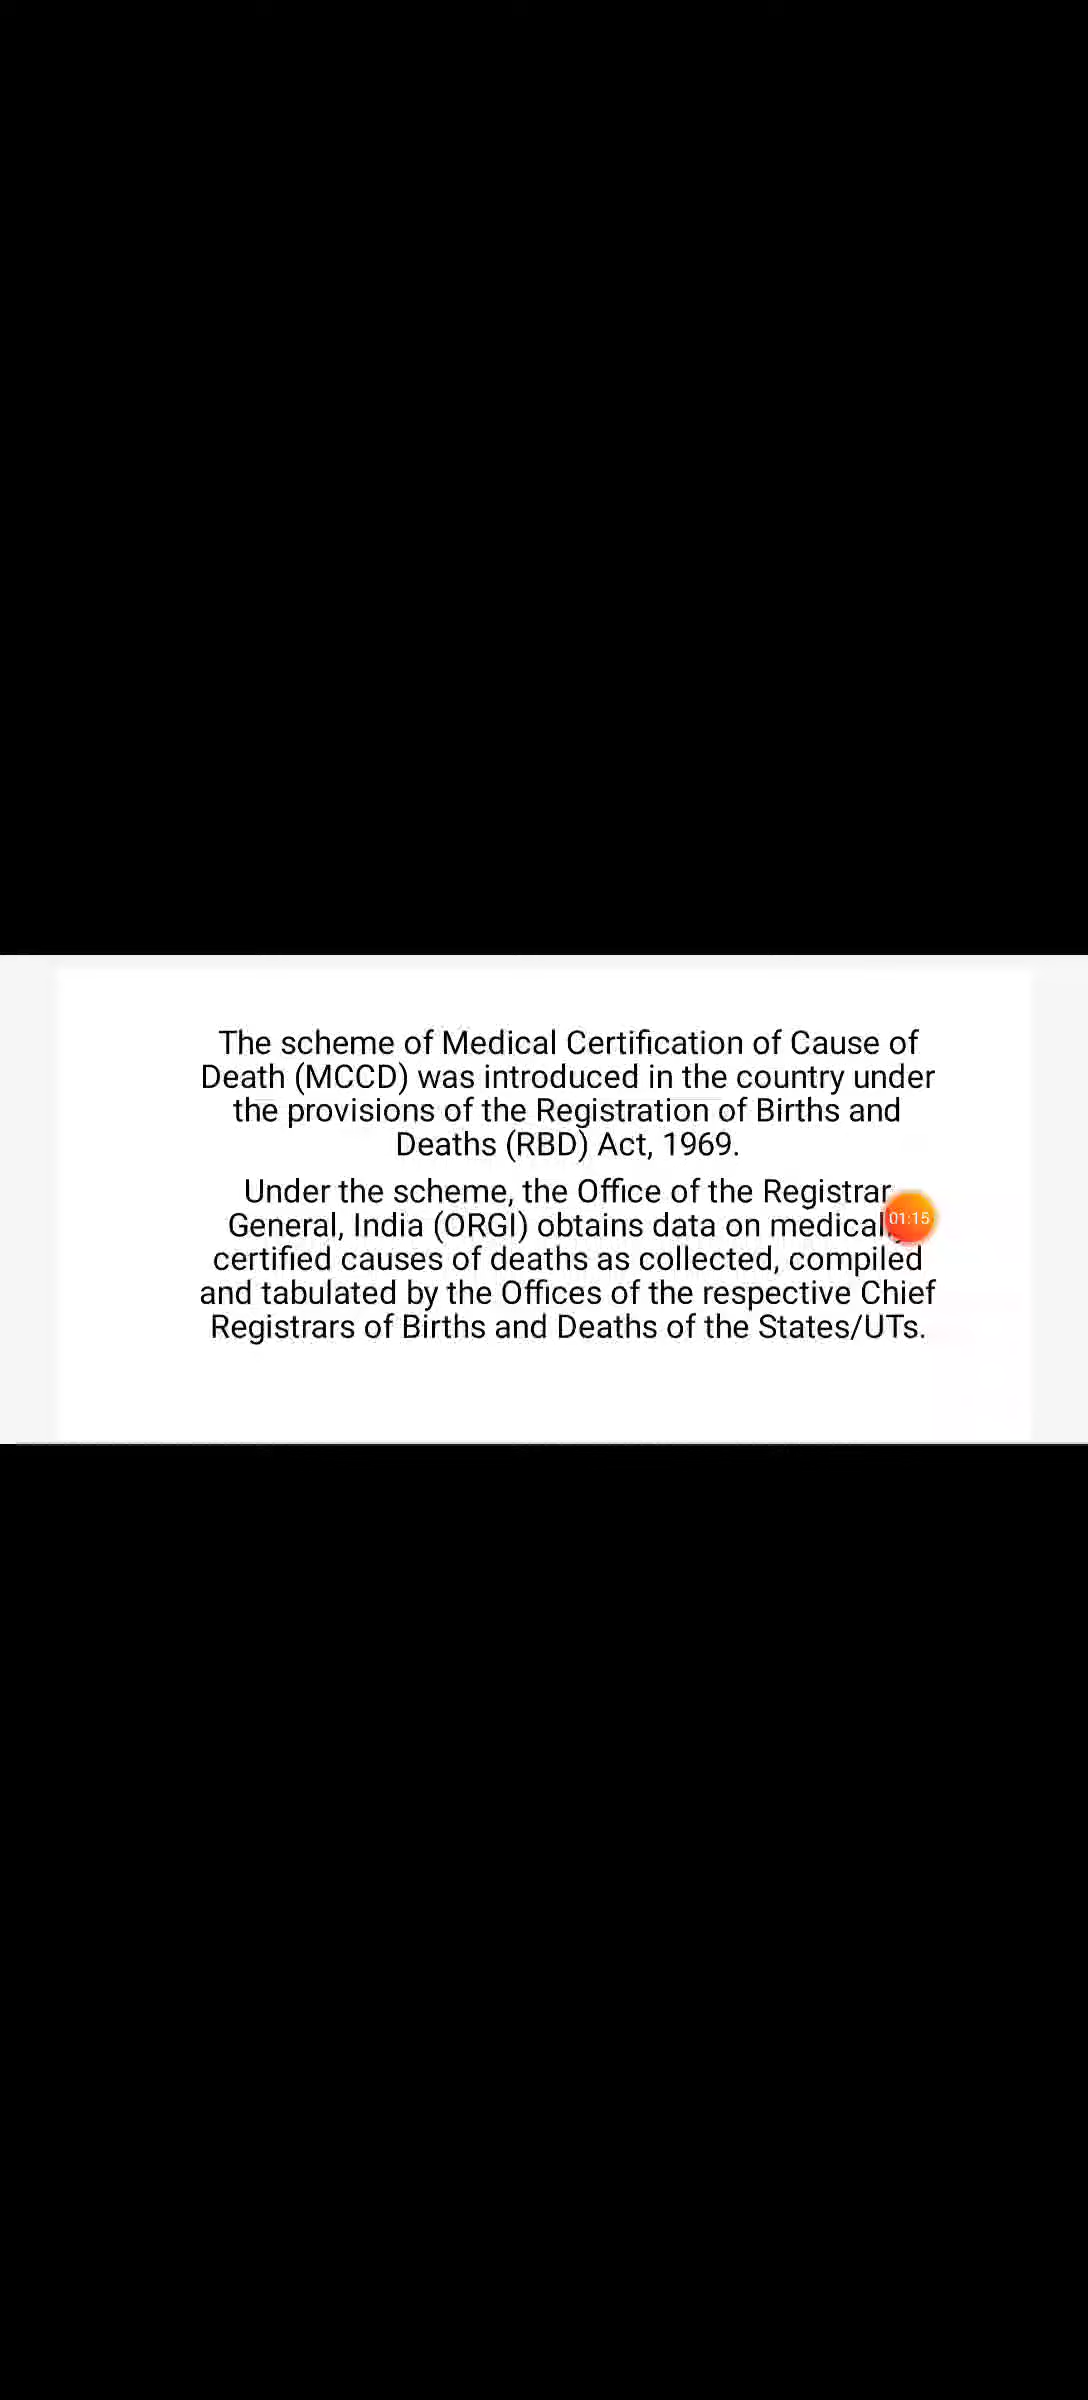 The scheme of Medical Certification of Cause of
Death (MCCD) was introduced in the country under
the provisions of the Registration of Births and
Deaths (RBD) Act, 1969.
Under the scheme, the Office of the Registrar
General, India (ORGI) obtains data on medically
01:15
certified causes of deaths as collected, compiled
and tabulated by the Offices of the respective Chief
Registrars of Births and Deaths of the States/UTs.